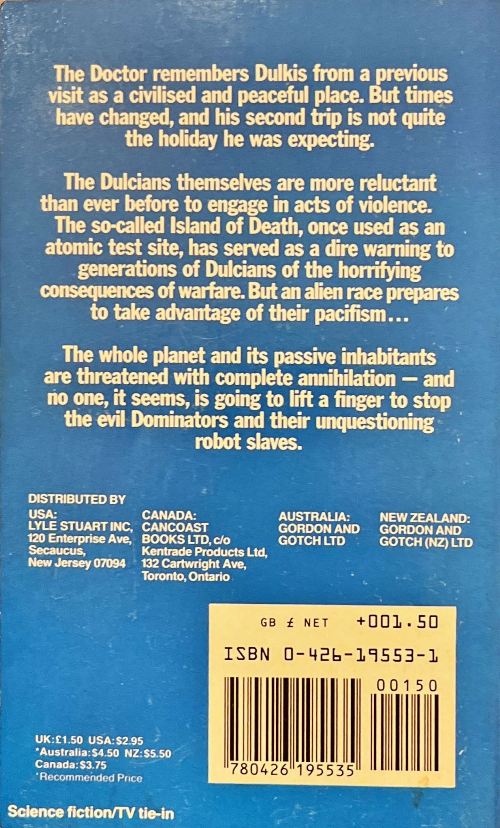 The Doctor remembers Dulkis from a previous
visit as a civilised and peaceful place. But times
have changed, and his second trip is not quite
the holiday he was expecting.
The Dulcians themselves are more reluctant
than ever before to engage in acts of violence.
The so-called Island of Death, once used as an
atomic test site, has served as a dire warning to
generations of Dulcians of the horrifying
consequences of warfare. But an alien race prepares
to take advantage of their pacifism...
The whole planet and its passive inhabitants
are threatened with complete annihilation — and
no one, it seems, is going to lift a finger to stop
the evil Dominators and their unquestioning
robot slaves.
DISTRIBUTED BY
USA:
LYLE STUART INC,
120 Enterprise Ave,
Secaucus,
New Jersey 07094
CANADA:
CANCOAST
BOOKS LTD, c/o
Kentrade Products Ltd,
132 Cartwright Ave,
Toronto, Ontario
AUSTRALIA:
GORDON AND
GOTCH LTD
NEW ZEALAND:
GORDON AND
GOTCH (NZ) LTD
GB £ NET +001.50
ISBN 0-426-19553-1
00150
9780426195535
UK:£1.50 USA:$2.95
*Australia:$4.50 NZ:$5.50
Canada:$3.75
*Recommended Price
Science fiction/TV tie-in